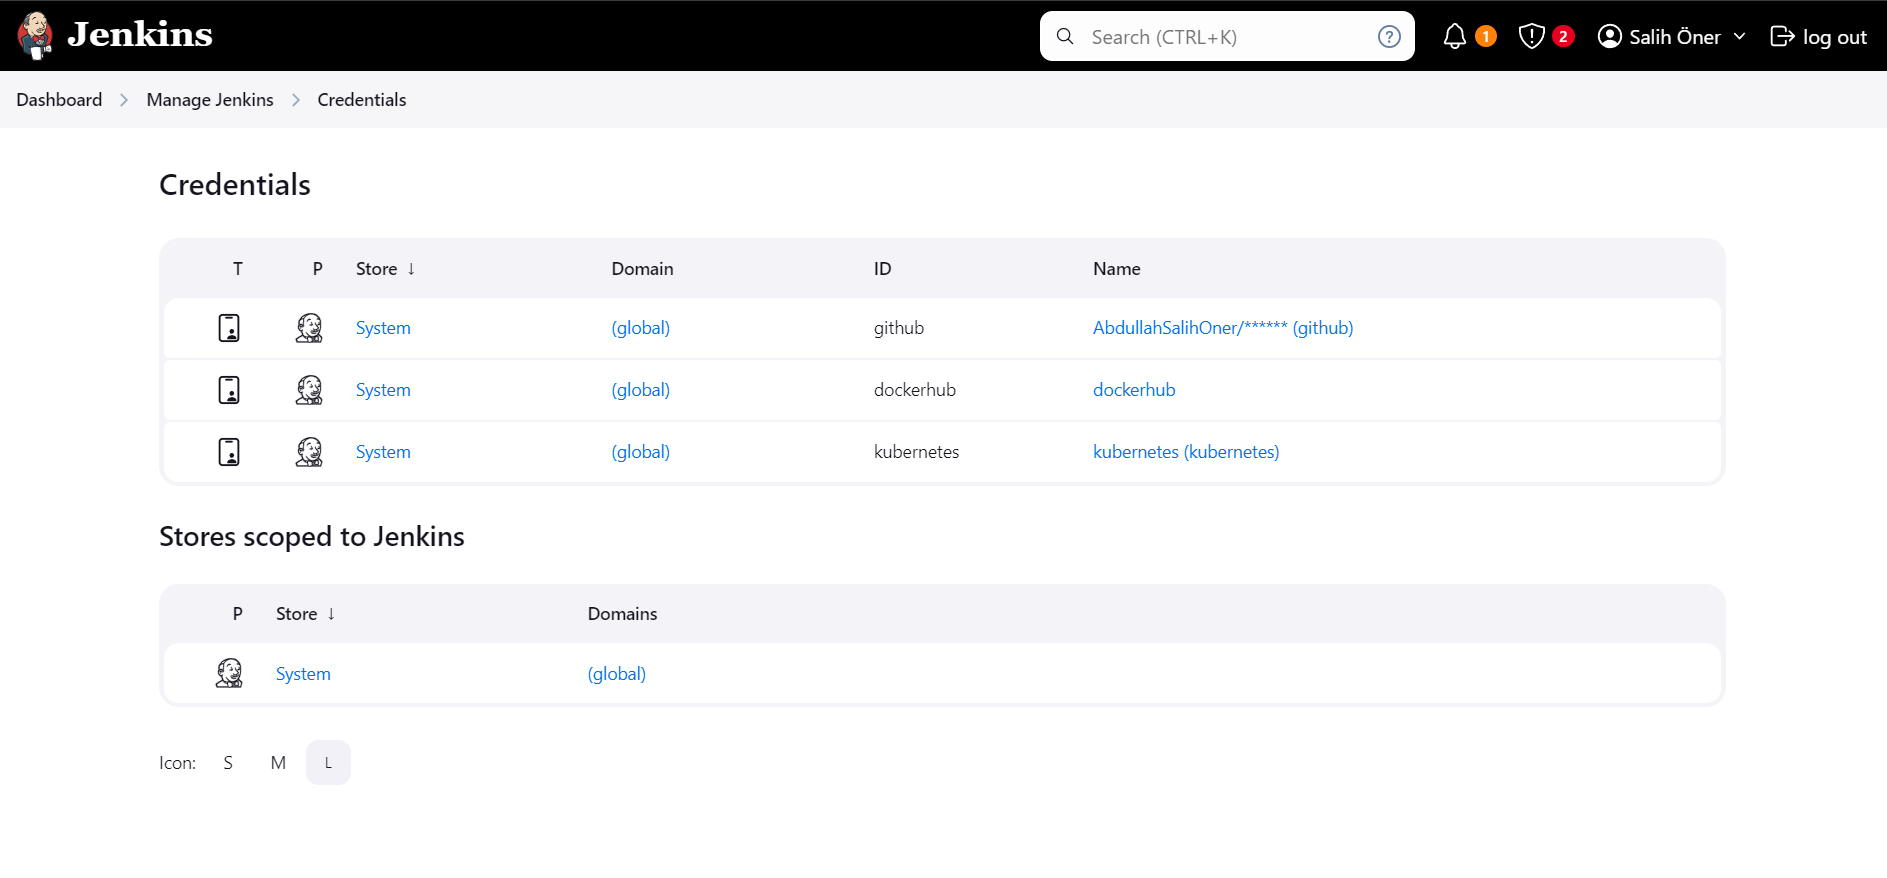 Jenkins
Search (CTRL+K)
?
1
2
Salih Öner
log out
Dashboard
Manage Jenkins
Credentials
Credentials
T P Store ↓ Domain ID Name
System (global) github AbdullahSalihOner/****** (github)
System (global) dockerhub dockerhub
System (global) kubernetes kubernetes (kubernetes)
Stores scoped to Jenkins
P Store ↓ Domains
System (global)
Icon: S M L